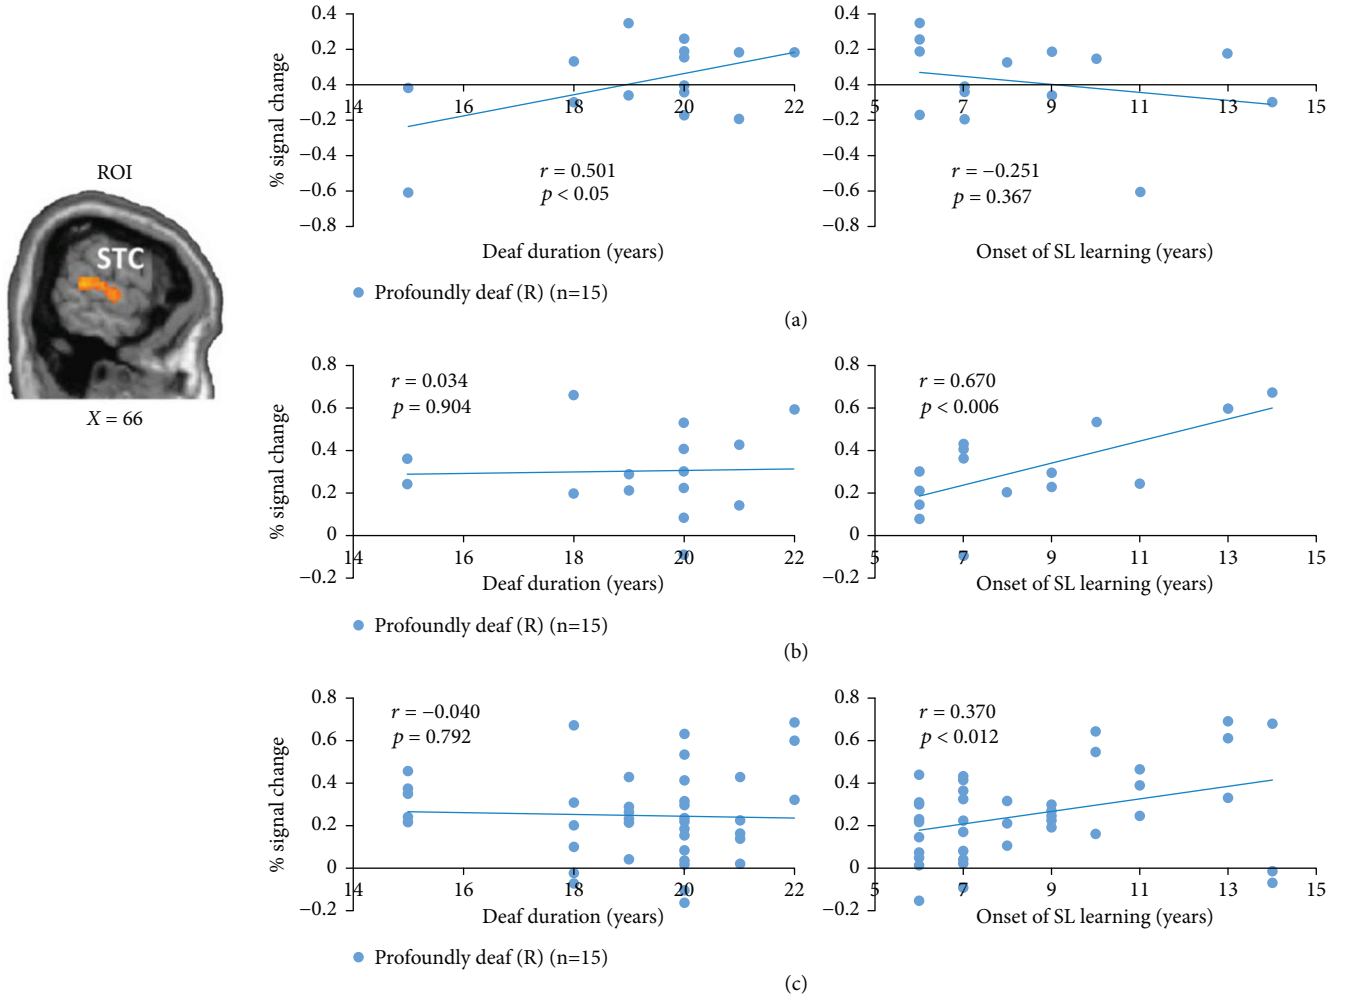 ROI
STC
X = 66
% signal change
0.4
0.2
0.4
−0.2
−0.4
−0.6
−0.8
14
16
18
20
22
r = 0.501
p < 0.05
Deaf duration (years)
0.4
0.2
0.4
−0.2
−0.4
−0.6
−0.8
5
7
9
11
13
15
r = −0.251
p = 0.367
Onset of SL learning (years)
Profoundly deaf (R) (n=15)
(a)
% signal change
0.8
0.6
0.4
0.2
0
−0.2
14
16
18
20
22
r = 0.034
p = 0.904
Deaf duration (years)
0.8
0.6
0.4
0.2
0
−0.2
5
7
9
11
13
15
r = 0.670
p < 0.006
Onset of SL learning (years)
Profoundly deaf (R) (n=15)
(b)
% signal change
0.8
0.6
0.4
0.2
0
−0.2
14
16
18
20
22
r = −0.040
p = 0.792
Deaf duration (years)
0.8
0.6
0.4
0.2
0
−0.2
5
7
9
11
13
15
r = 0.370
p < 0.012
Onset of SL learning (years)
Profoundly deaf (R) (n=15)
(c)